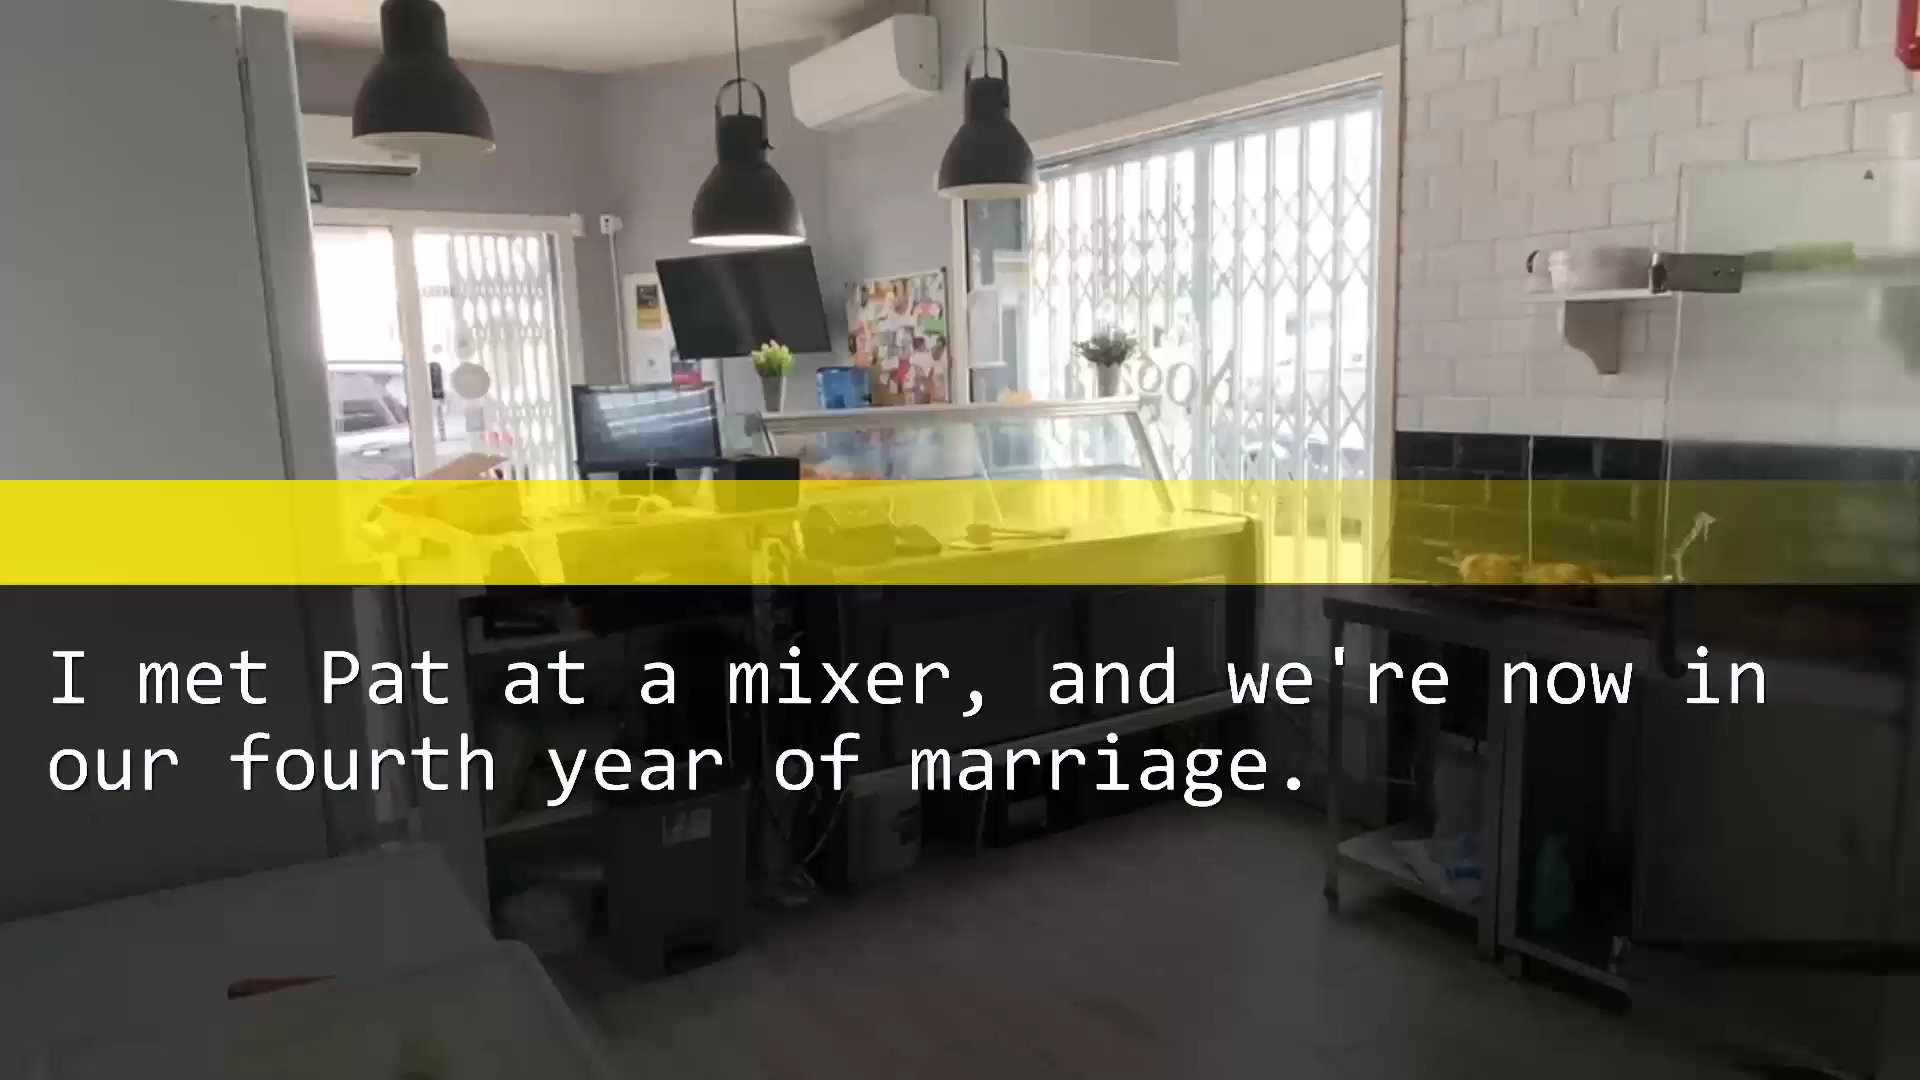 I met Pat at a mixer, and we're now in
our fourth year of marriage.